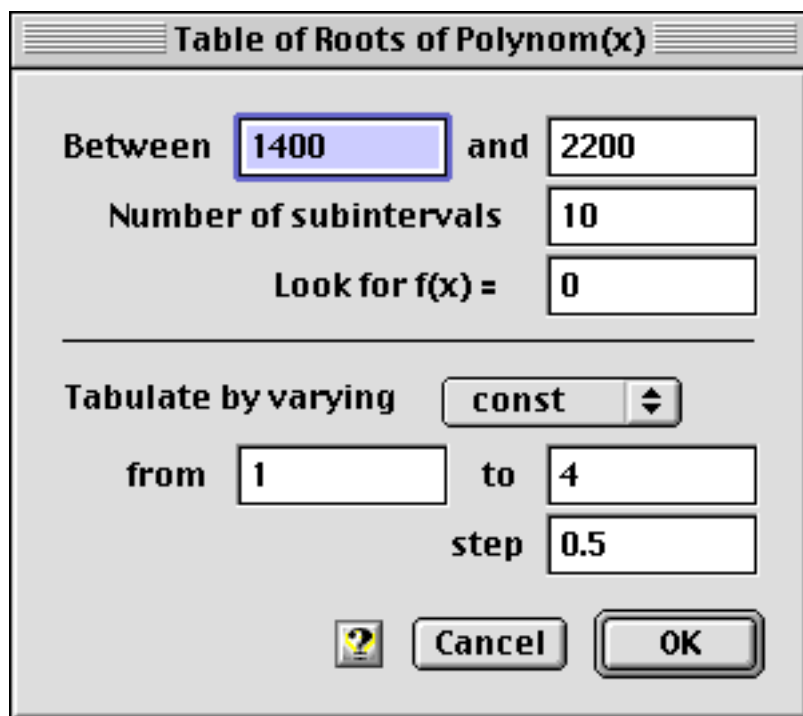 Table of Roots of Polynom(x)
Between 1400 and 2200
Number of subintervals 10
Look for f(x) = 0
Tabulate by varying const
from 1 to 4
step 0.5
? Cancel OK